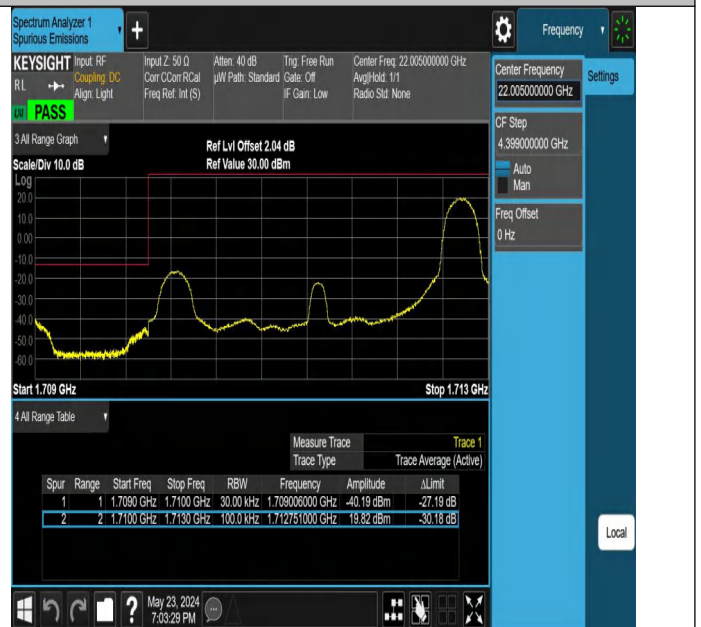 Spectrum Analyzer 1
Spurious Emissions
+
Frequency
KEYSIGHT Input: RF Input Z: 50 Ω Atten: 40 dB Trig: Free Run Center Freq: 22.005000000 GHz
RL Coupling: DC Corr CCorr RCal µW Path: Standard Gate: Off Avg|Hold: 1/1
Align: Light Freq Ref: Int (S) IF Gain: Low Radio Std: None
PASS
Center Frequency
22.005000000 GHz
Settings
CF Step
4.399000000 GHz
Auto
Man
Freq Offset
0 Hz
3 All Range Graph
Ref Lvl Offset 2.04 dB
Scale/Div 10.0 dB Ref Value 30.00 dBm
Log
20.0
10.0
0.00
-10.0
-20.0
-30.0
-40.0
-50.0
-60.0
Start 1.709 GHz Stop 1.713 GHz
4 All Range Table
Measure Trace Trace 1
Trace Type Trace Average (Active)
Spur Range Start Freq Stop Freq RBW Frequency Amplitude ΔLimit
1 1 1.7090 GHz 1.7100 GHz 30.00 kHz 1.709006000 GHz -40.19 dBm -27.19 dB
2 2 1.7100 GHz 1.7130 GHz 100.0 kHz 1.712751000 GHz 19.82 dBm -30.18 dB
Local
? May 23, 2024
7:03:29 PM